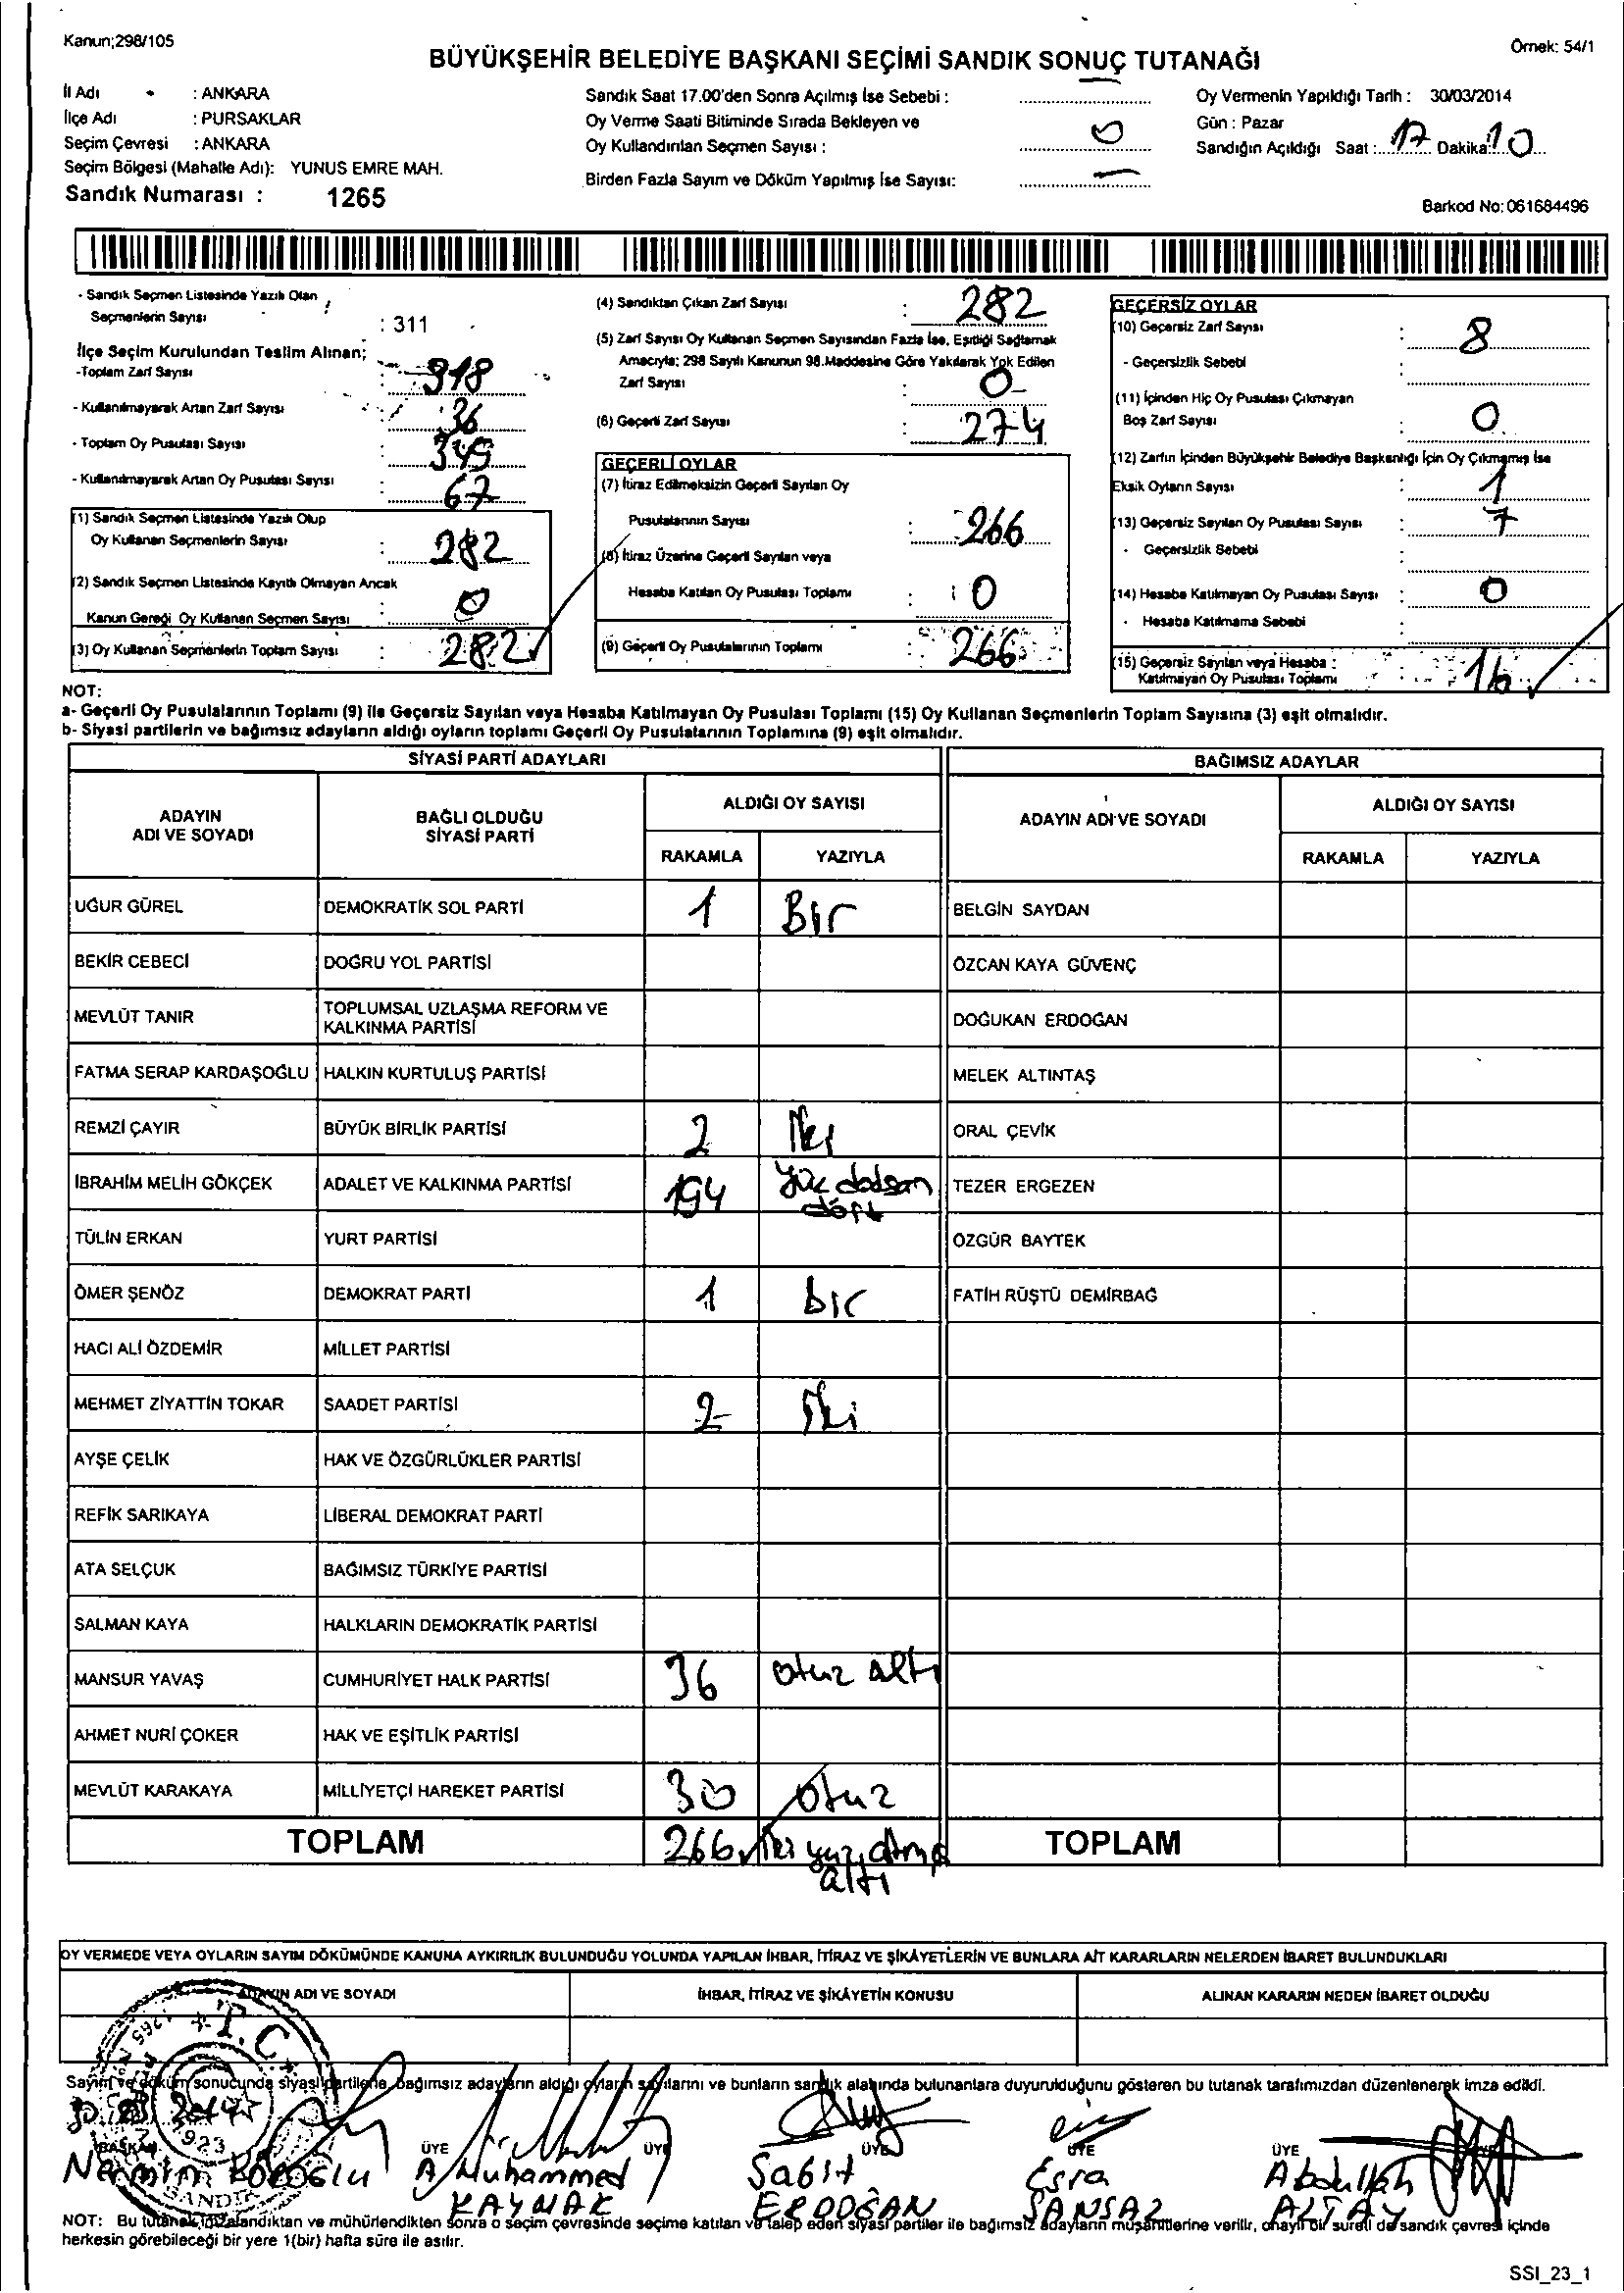 Kanun;298/105
Örnek: 54/1
BÜYÜKŞEHİR BELEDİYE BAŞKANI SEÇİMİ SANDIK SONUÇ TUTANAĞI
İl Adı : ANKARA
İlçe Adı : PURSAKLAR
Seçim Çevresi : ANKARA
Seçim Bölgesi (Mahalle Adı): YUNUS EMRE MAH.
Sandık Numarası : 1265
Sandık Saat 17.00'den Sonra Açılmış İse Sebebi : —
Oy Verme Saati Bitiminde Sırada Bekleyen ve
Oy Kullandırılan Seçmen Sayısı : 0
Birden Fazla Sayım ve Döküm Yapılmış İse Sayısı: —
Oy Vermenin Yapıldığı Tarih : 30/03/2014
Gün : Pazar
Sandığın Açıldığı Saat : 17 Dakika: 10
Barkod No: 061684496
- Sandık Seçmen Listesinde Yazılı Olan
Seçmenlerin Sayısı : 311
İlçe Seçim Kurulundan Teslim Alınan;
-Toplam Zarf Sayısı : 318
- Kullanılmayarak Artan Zarf Sayısı : 36
- Toplam Oy Pusulası Sayısı : 349
- Kullanılmayarak Artan Oy Pusulası Sayısı : 67
(1) Sandık Seçmen Listesinde Yazılı Olup
Oy Kullanan Seçmenlerin Sayısı : 282
(2) Sandık Seçmen Listesinde Kayıtlı Olmayan Ancak
Kanun Gereği Oy Kullanan Seçmen Sayısı : 0
(3) Oy Kullanan Seçmenlerin Toplam Sayısı : 282
(4) Sandıktan Çıkan Zarf Sayısı : 282
(5) Zarf Sayısı Oy Kullanan Seçmen Sayısından Fazla İse, Eşitliği Sağlamak
Amacıyla; 298 Sayılı Kanunun 98.Maddesine Göre Yakılarak Yok Edilen
Zarf Sayısı : 0
(6) Geçerli Zarf Sayısı : 274
GEÇERLİ OYLAR
(7) İtiraz Edilmeksizin Geçerli Sayılan Oy
Pusulalarının Sayısı : 266
(8) İtiraz Üzerine Geçerli Sayılan veya
Hesaba Katılan Oy Pusulası Toplamı : 0
(9) Geçerli Oy Pusulalarının Toplamı : 266
GEÇERSİZ OYLAR
(10) Geçersiz Zarf Sayısı : 8
- Geçersizlik Sebebi :
(11) İçinden Hiç Oy Pusulası Çıkmayan
Boş Zarf Sayısı : 0
(12) Zarfın İçinden Büyükşehir Belediye Başkanlığı İçin Oy Çıkmamış İse
Eksik Oyların Sayısı : 1
(13) Geçersiz Sayılan Oy Pusulası Sayısı : 7
- Geçersizlik Sebebi
(14) Hesaba Katılmayan Oy Pusulası Sayısı : 0
- Hesaba Katılmama Sebebi :
(15) Geçersiz Sayılan veya Hesaba :
Katılmayan Oy Pusulası Toplamı : 16
NOT:
a- Geçerli Oy Pusulalarının Toplamı (9) ile Geçersiz Sayılan veya Hesaba Katılmayan Oy Pusulası Toplamı (15) Oy Kullanan Seçmenlerin Toplam Sayısına (3) eşit olmalıdır.
b- Siyasi partilerin ve bağımsız adayların aldığı oyların toplamı Geçerli Oy Pusulalarının Toplamına (9) eşit olmalıdır.
SİYASİ PARTİ ADAYLARI BAĞIMSIZ ADAYLAR
ADAYIN ADI VE SOYADI BAĞLI OLDUĞU SİYASİ PARTİ ALDIĞI OY SAYISI ADAYIN ADI VE SOYADI ALDIĞI OY SAYISI
RAKAMLA YAZIYLA RAKAMLA YAZIYLA
UĞUR GÜREL DEMOKRATİK SOL PARTİ 1 Bir BELGİN SAYDAN
BEKİR CEBECİ DOĞRU YOL PARTİSİ ÖZCAN KAYA GÜVENÇ
MEVLÜT TANIR TOPLUMSAL UZLAŞMA REFORM VE KALKINMA PARTİSİ DOĞUKAN ERDOĞAN
FATMA SERAP KARDAŞOĞLU HALKIN KURTULUŞ PARTİSİ MELEK ALTINTAŞ
REMZİ ÇAYIR BÜYÜK BİRLİK PARTİSİ 2 İki ORAL ÇEVİK
İBRAHİM MELİH GÖKÇEK ADALET VE KALKINMA PARTİSİ 194 yüz doksan dört TEZER ERGEZEN
TÜLİN ERKAN YURT PARTİSİ ÖZGÜR BAYTEK
ÖMER ŞENÖZ DEMOKRAT PARTİ 1 bir FATİH RÜŞTÜ DEMİRBAĞ
HACI ALİ ÖZDEMİR MİLLET PARTİSİ
MEHMET ZİYATTİN TOKAR SAADET PARTİSİ 2 İki
AYŞE ÇELİK HAK VE ÖZGÜRLÜKLER PARTİSİ
REFİK SARIKAYA LİBERAL DEMOKRAT PARTİ
ATA SELÇUK BAĞIMSIZ TÜRKİYE PARTİSİ
SALMAN KAYA HALKLARIN DEMOKRATİK PARTİSİ
MANSUR YAVAŞ CUMHURİYET HALK PARTİSİ 36 otuz altı
AHMET NURİ ÇOKER HAK VE EŞİTLİK PARTİSİ
MEVLÜT KARAKAYA MİLLİYETÇİ HAREKET PARTİSİ 30 otuz
TOPLAM 266 iki yüz altmış altı TOPLAM
OY VERMEDE VEYA OYLARIN SAYIM DÖKÜMÜNDE KANUNA AYKIRILIK BULUNDUĞU YOLUNDA YAPILAN İHBAR, İTİRAZ VE ŞİKÂYETLERİN VE BUNLARA AİT KARARLARIN NELERDEN İBARET BULUNDUKLARI
ADAYIN ADI VE SOYADI İHBAR, İTİRAZ VE ŞİKÂYETİN KONUSU ALINAN KARARIN NEDEN İBARET OLDUĞU
T.C.
Sayım ve döküm sonucunda siyasi partilerle, bağımsız adayların aldığı oyların sayılarını ve bunların sandık alanında bulunanlara duyurulduğunu gösteren bu tutanak tarafımızdan düzenlenerek imza edildi.
2014
1923
BAŞKAN ÜYE ÜYE ÜYE ÜYE ÜYE
A. Muhammed KAYNAK
Sabit ERDOĞAN
Esra SANSAZ
Abdullah ALTAY
NOT: Bu tutanak, imzalandıktan ve mühürlendikten sonra o seçim çevresinde seçime katılan ve talep eden siyasi partiler ile bağımsız adayların müşahitlerine verilir, onaylı bir sureti de sandık çevresi içinde
herkesin görebileceği bir yere 1(bir) hafta süre ile asılır.
SSI_23_1